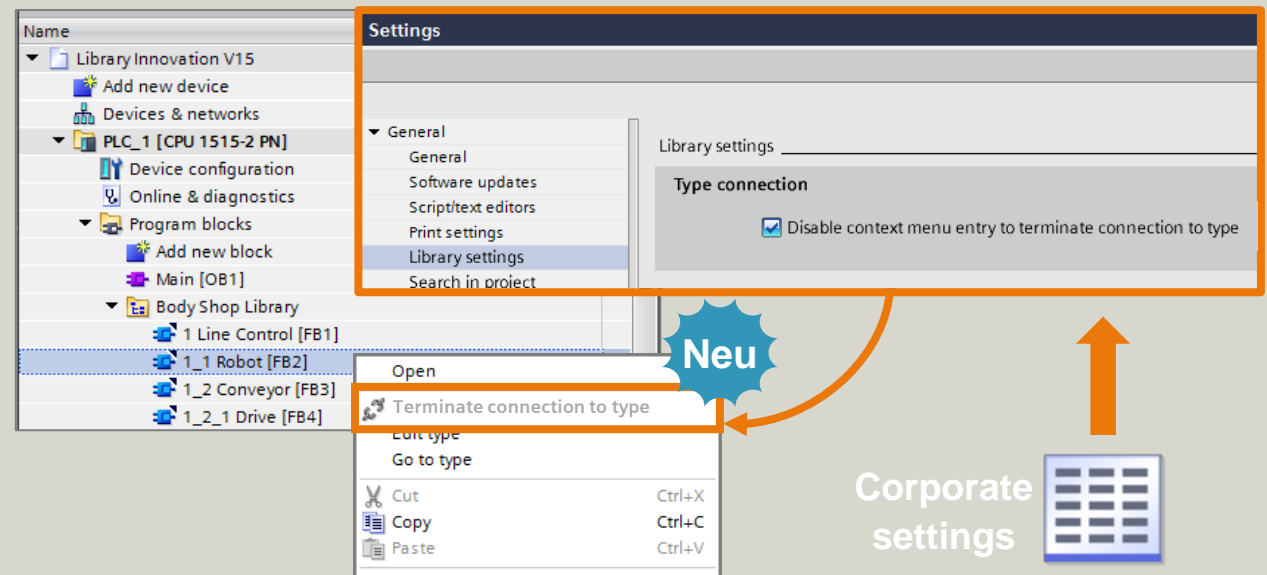 Name
Library Innovation V15
Add new device
Devices & networks
PLC_1 [CPU 1515-2 PN]
Device configuration
Online & diagnostics
Program blocks
Add new block
Main [OB1]
Body Shop Library
1 Line Control [FB1]
1_1 Robot [FB2]
1_2 Conveyor [FB3]
1_2_1 Drive [FB4]
Settings
General
General
Software updates
Script/text editors
Print settings
Library settings
Search in project
Library settings
Type connection
Disable context menu entry to terminate connection to type
Neu
Open
Terminate connection to type
Edit type
Go to type
Cut Ctrl+X
Copy Ctrl+C
Paste Ctrl+V
Corporate
settings